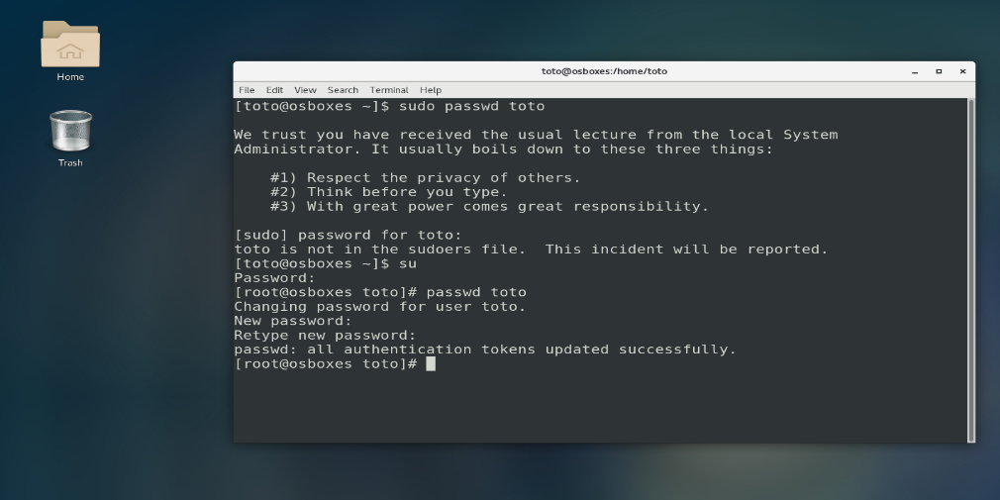 Home
Trash
toto@osboxes:/home/toto
File Edit View Search Terminal Help
[toto@osboxes ~]$ sudo passwd toto
We trust you have received the usual lecture from the local System
Administrator. It usually boils down to these three things:
#1) Respect the privacy of others.
#2) Think before you type.
#3) With great power comes great responsibility.
[sudo] password for toto:
toto is not in the sudoers file.  This incident will be reported.
[toto@osboxes ~]$ su
Password:
[root@osboxes toto]# passwd toto
Changing password for user toto.
New password:
Retype new password:
passwd: all authentication tokens updated successfully.
[root@osboxes toto]#